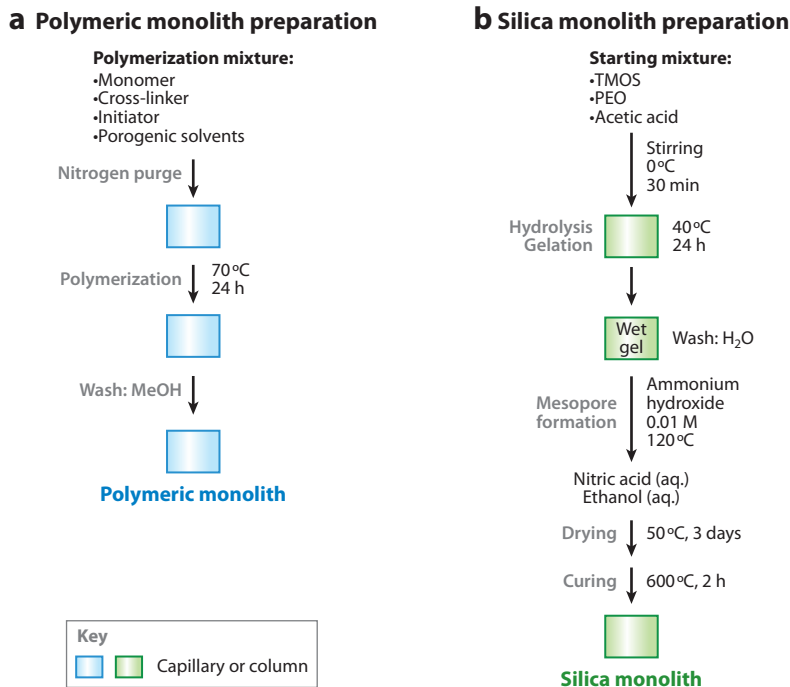 a Polymeric monolith preparation
Polymerization mixture:
•Monomer
•Cross-linker
•Initiator
•Porogenic solvents
Nitrogen purge
Polymerization
70°C
24 h
Wash: MeOH
Polymeric monolith
Key
Capillary or column
b Silica monolith preparation
Starting mixture:
•TMOS
•PEO
•Acetic acid
Stirring
0°C
30 min
Hydrolysis
Gelation
40°C
24 h
Wet
gel
Wash: H₂O
Mesopore
formation
Ammonium
hydroxide
0.01 M
120°C
Nitric acid (aq.)
Ethanol (aq.)
Drying
50°C, 3 days
Curing
600°C, 2 h
Silica monolith